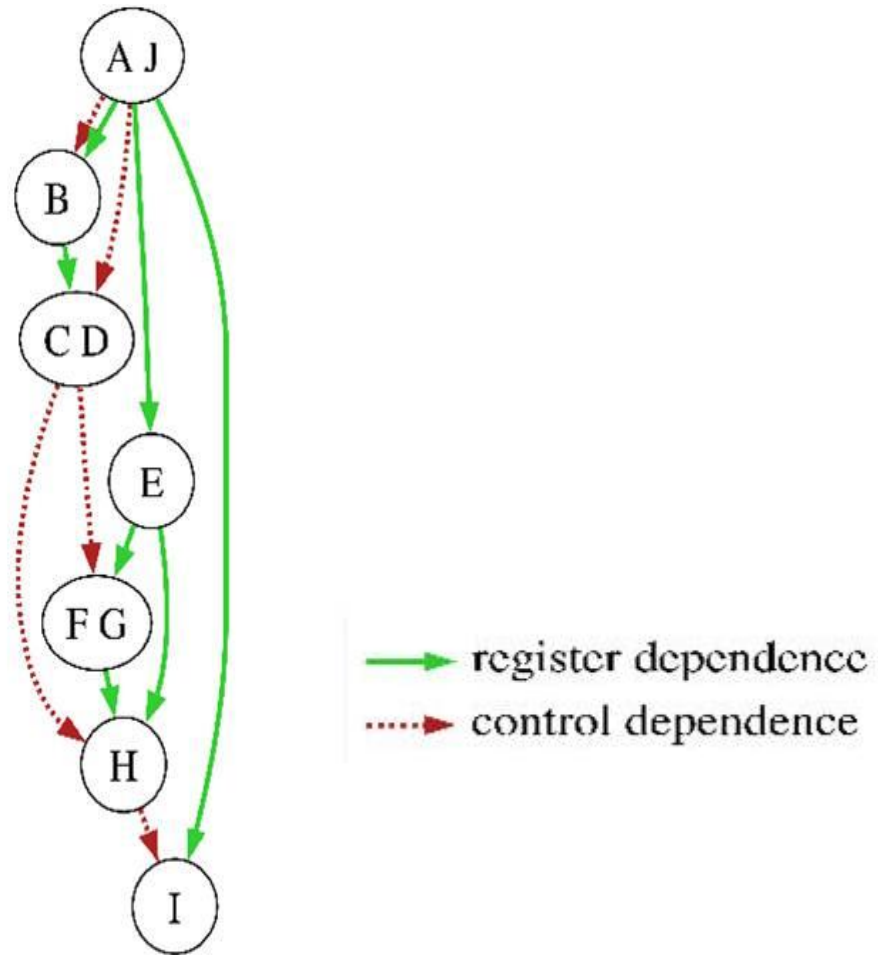 A J
B
C D
E
F G
H
I
register dependence
control dependence